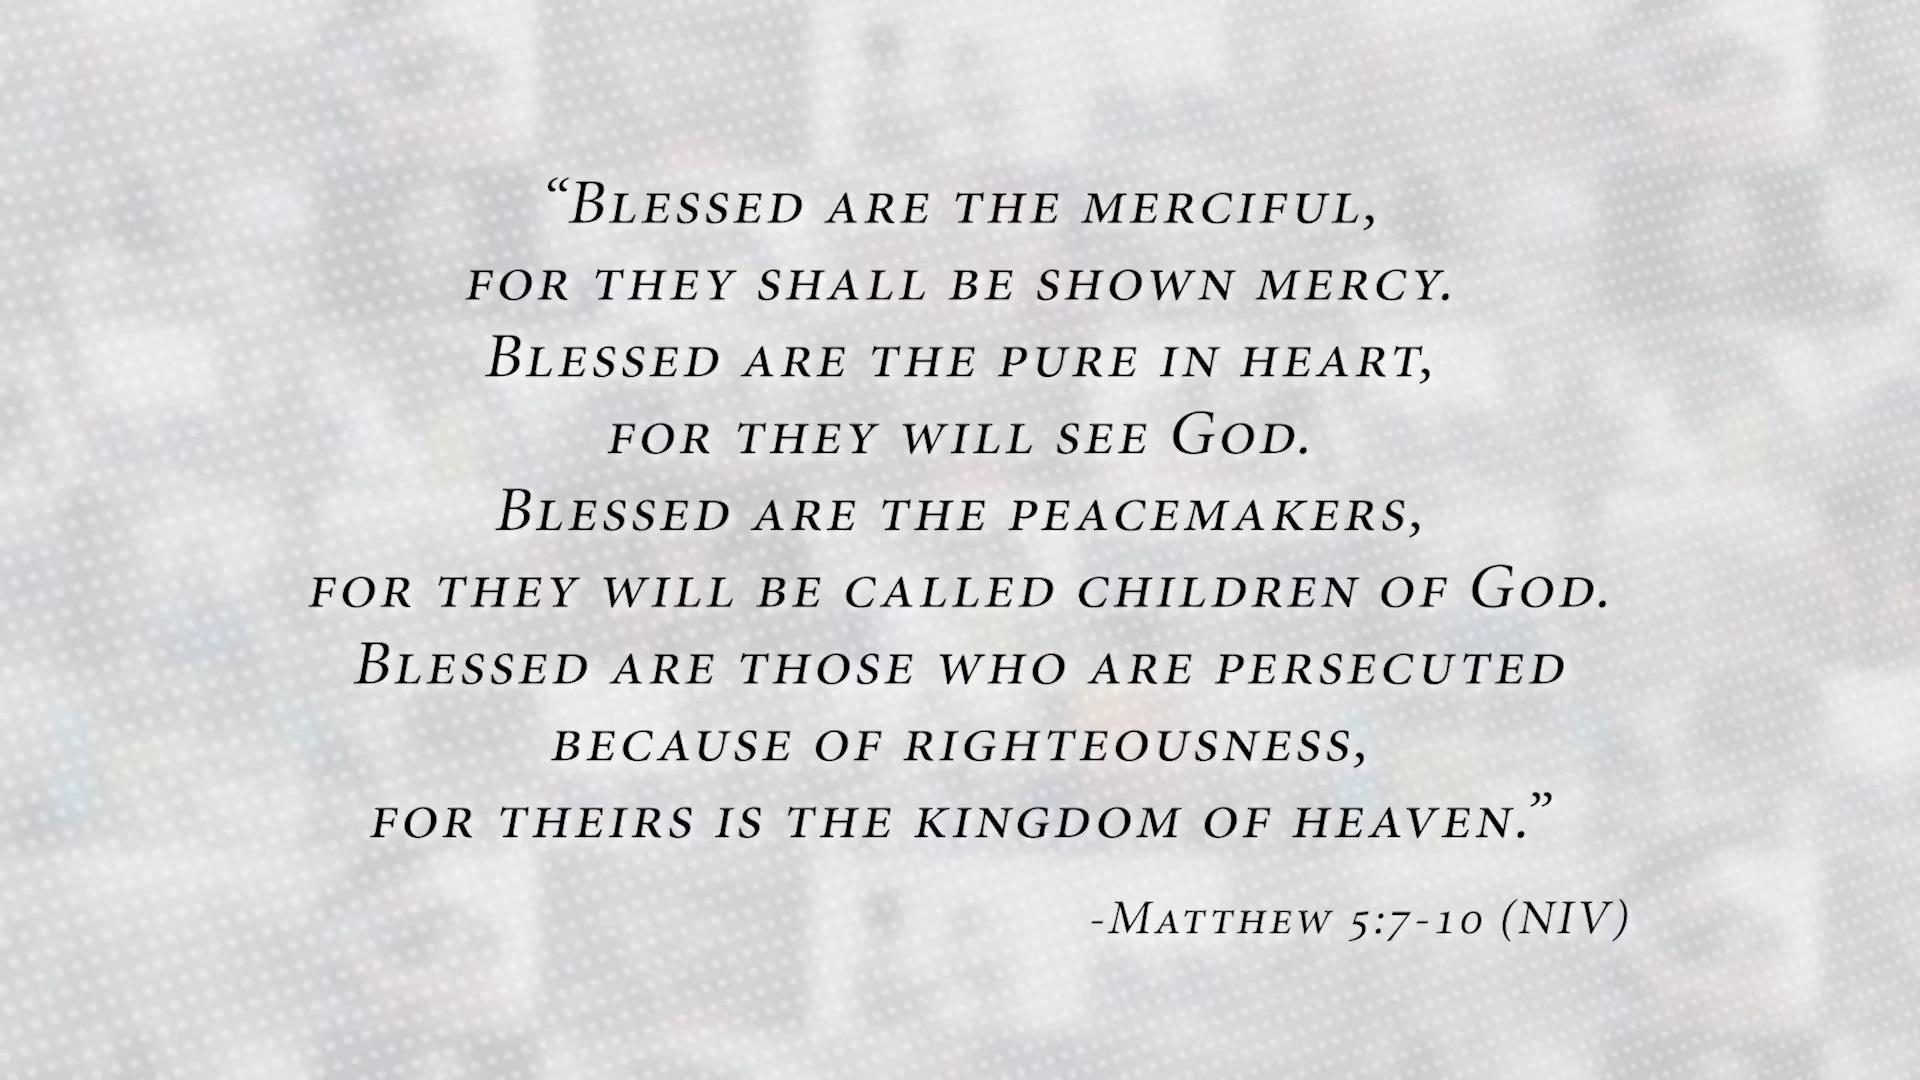 “Blessed are the merciful,
for they shall be shown mercy.
Blessed are the pure in heart,
for they will see God.
Blessed are the peacemakers,
for they will be called children of God.
Blessed are those who are persecuted
because of righteousness,
for theirs is the kingdom of heaven.”
-Matthew 5:7-10 (NIV)